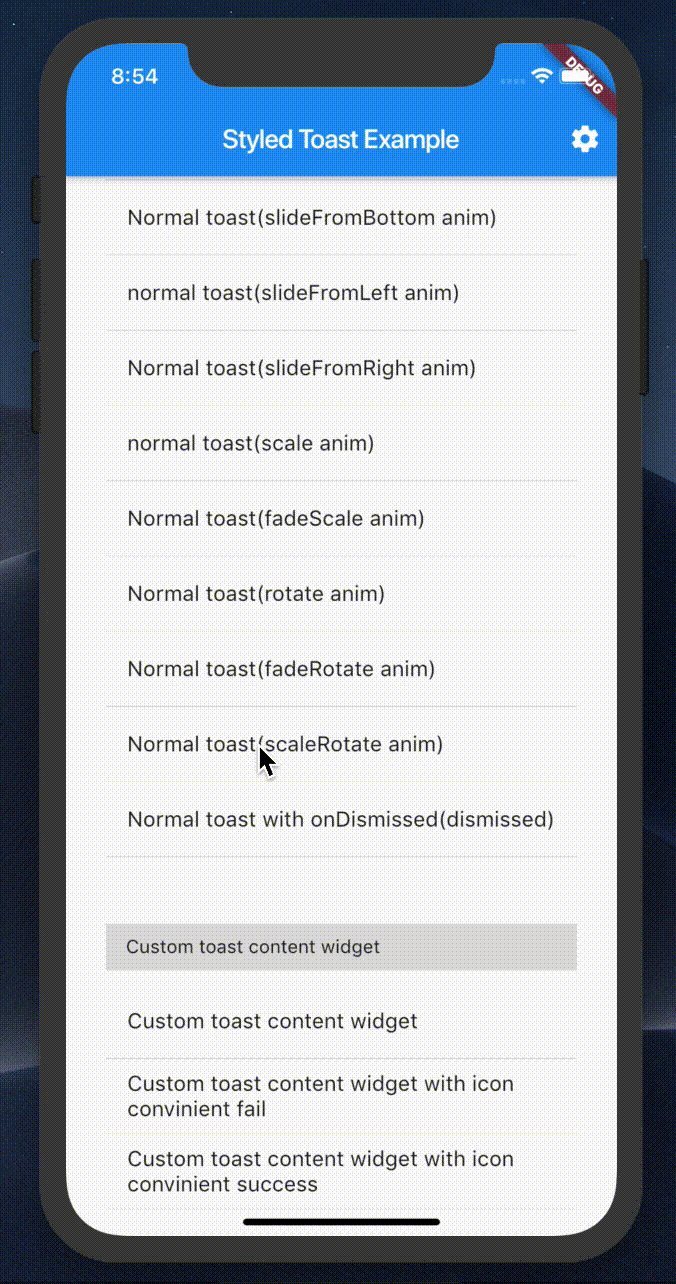 8:54
DEBUG
Styled Toast Example
Normal toast(slideFromBottom anim)
normal toast(slideFromLeft anim)
Normal toast(slideFromRight anim)
normal toast(scale anim)
Normal toast(fadeScale anim)
Normal toast(rotate anim)
Normal toast(fadeRotate anim)
Normal toast(scaleRotate anim)
Normal toast with onDismissed(dismissed)
Custom toast content widget
Custom toast content widget
Custom toast content widget with icon
convinient fail
Custom toast content widget with icon
convinient success